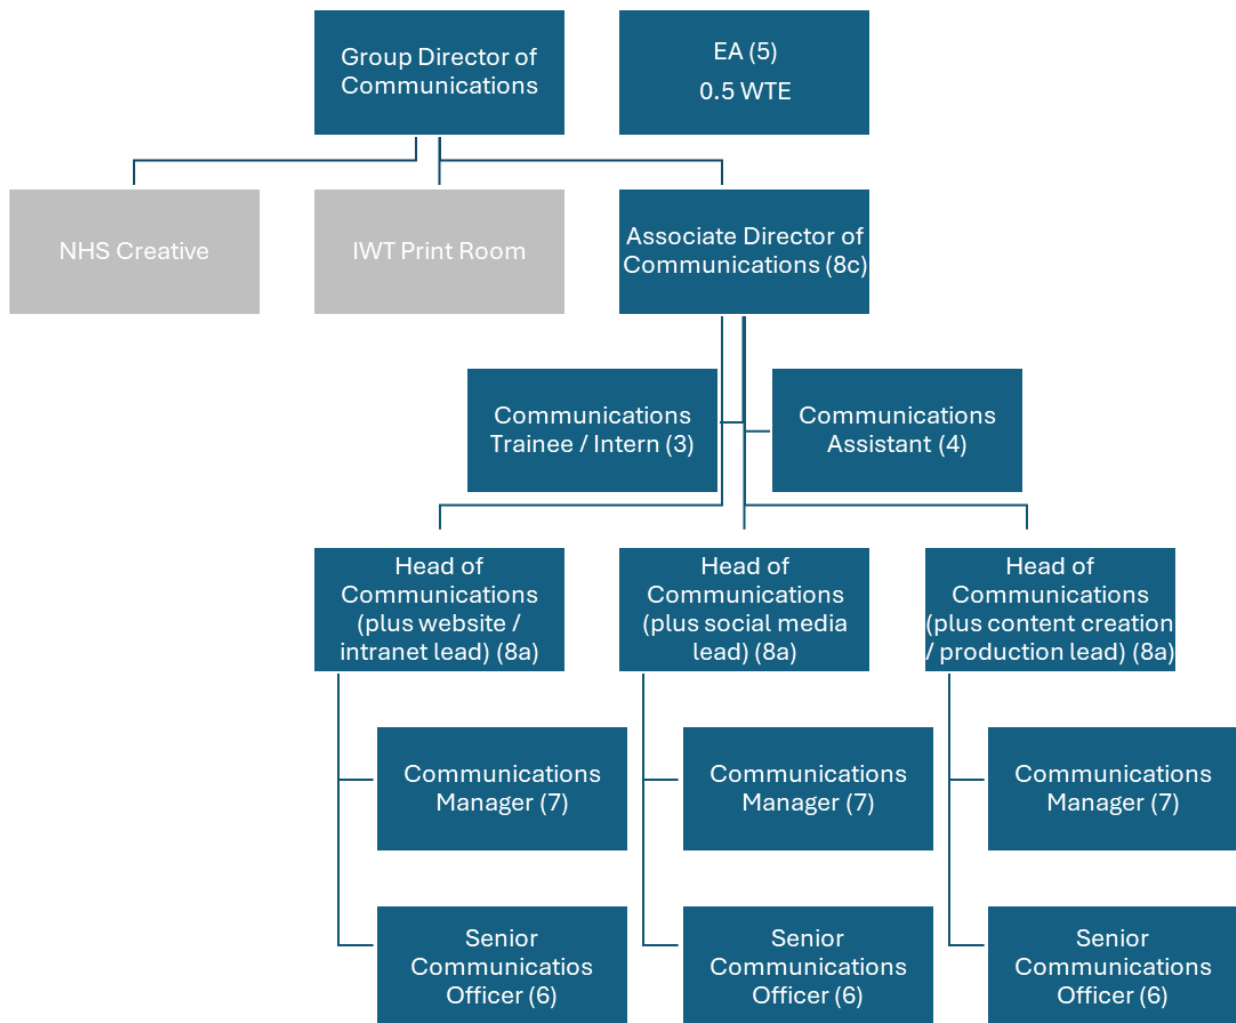 Group Director of
Communications
EA (5)
0.5 WTE
NHS Creative
IWT Print Room
Associate Director of
Communications (8c)
Communications
Trainee / Intern (3)
Communications
Assistant (4)
Head of
Communications
(plus website /
intranet lead) (8a)
Head of
Communications
(plus social media
lead) (8a)
Head of
Communications
(plus content creation
/ production lead) (8a)
Communications
Manager (7)
Communications
Manager (7)
Communications
Manager (7)
Senior
Communicatios
Officer (6)
Senior
Communications
Officer (6)
Senior
Communications
Officer (6)